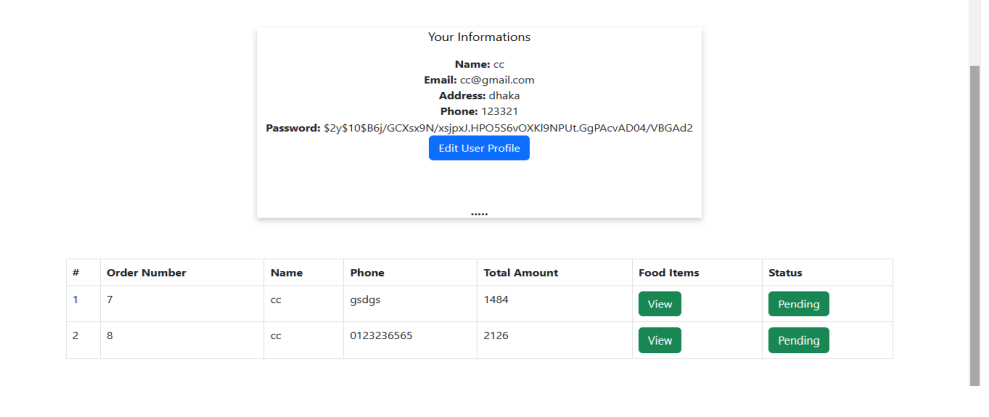 Your Informations
Name: cc
Email: cc@gmail.com
Address: dhaka
Phone: 123321
Password: $2y$10$B6j/GCXsx9N/xsjpxJ.HPO5S6vOXKl9NPUt.GgPAcvAD04/VBGAd2
Edit User Profile
.....
# Order Number Name Phone Total Amount Food Items Status
1 7 cc gsdgs 1484 View Pending
2 8 cc 0123236565 2126 View Pending